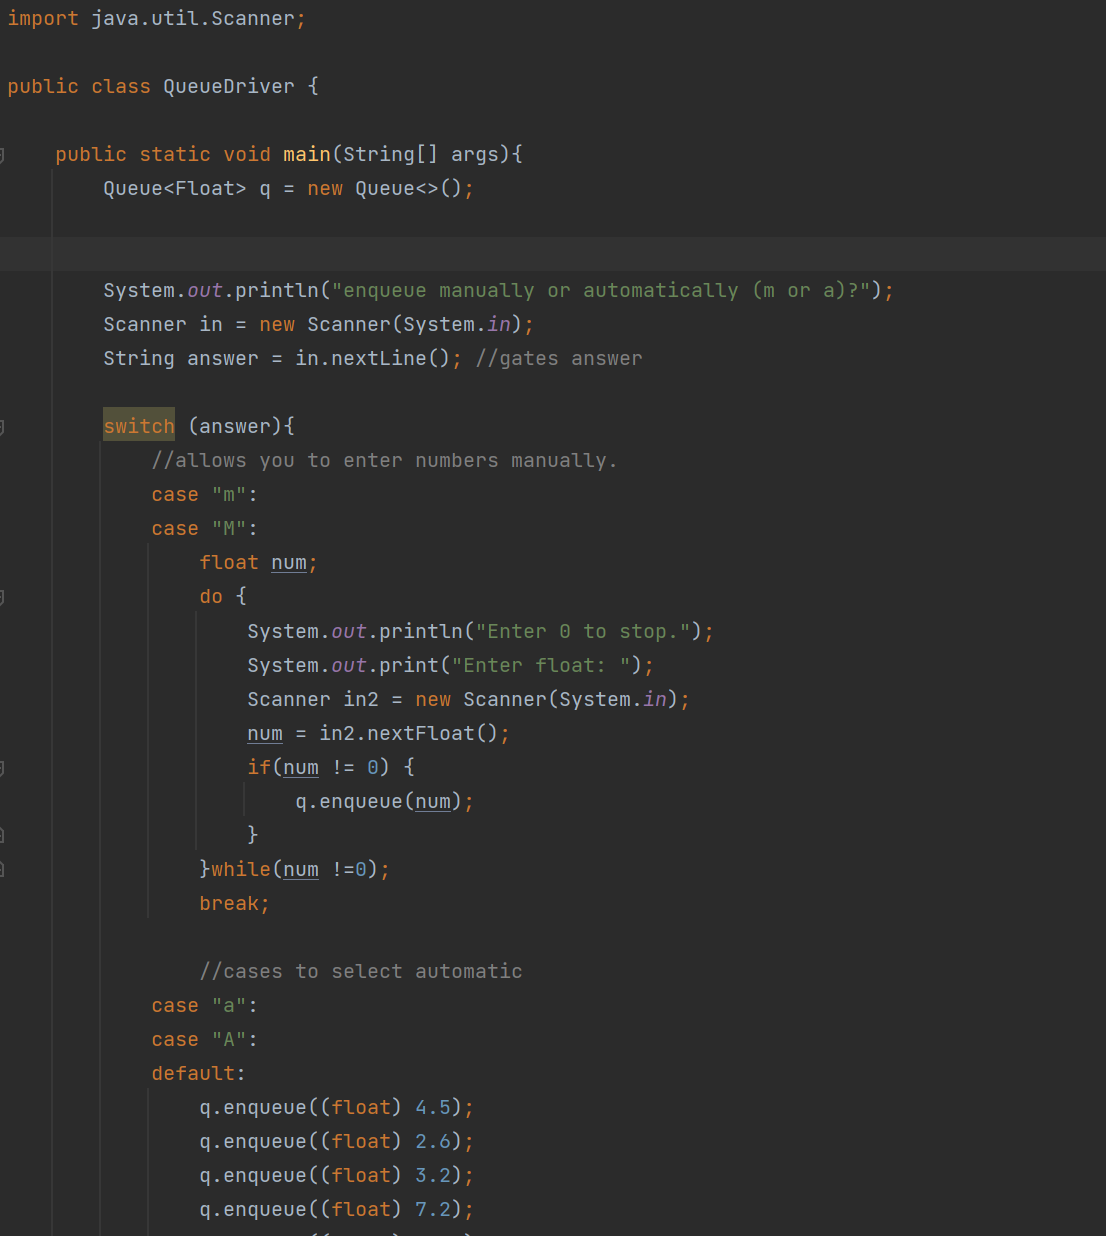 import java.util.Scanner;
public class QueueDriver {
public static void main(String[] args){
Queue<Float> q = new Queue<>();
System.out.println("enqueue manually or automatically (m or a)?");
Scanner in = new Scanner(System.in);
String answer = in.nextLine(); //gates answer
switch (answer){
//allows you to enter numbers manually.
case "m":
case "M":
float num;
do {
System.out.println("Enter 0 to stop.");
System.out.print("Enter float: ");
Scanner in2 = new Scanner(System.in);
num = in2.nextFloat();
if(num != 0) {
q.enqueue(num);
}
}while(num !=0);
break;
//cases to select automatic
case "a":
case "A":
default:
q.enqueue((float) 4.5);
q.enqueue((float) 2.6);
q.enqueue((float) 3.2);
q.enqueue((float) 7.2);